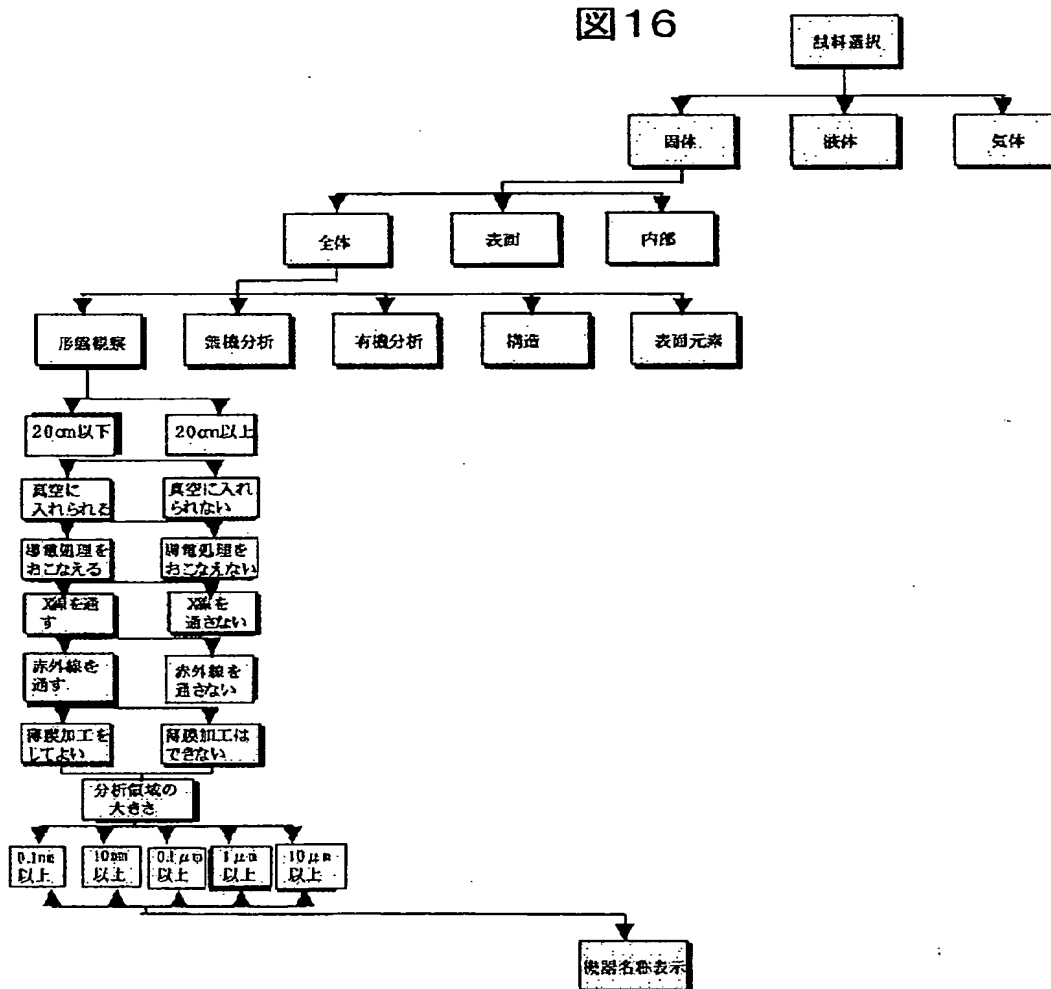 図16
試料選択
固体
液体
気体
全体
表面
内部
形態観察
無機分析
有機分析
構造
表面元素
20cm以下
20cm以上
真空に
入れられる
真空に入れ
られない
導電処理を
おこなえる
導電処理を
おこなえない
X線を通
す
X線を
通さない
赤外線を
通す
赤外線を
通さない
薄膜加工を
してよい
薄膜加工は
できない
分析領域の
大きさ
0.1nm
以上
10nm
以上
0.1μm
以上
1μm
以上
10μm
以上
機器名称表示